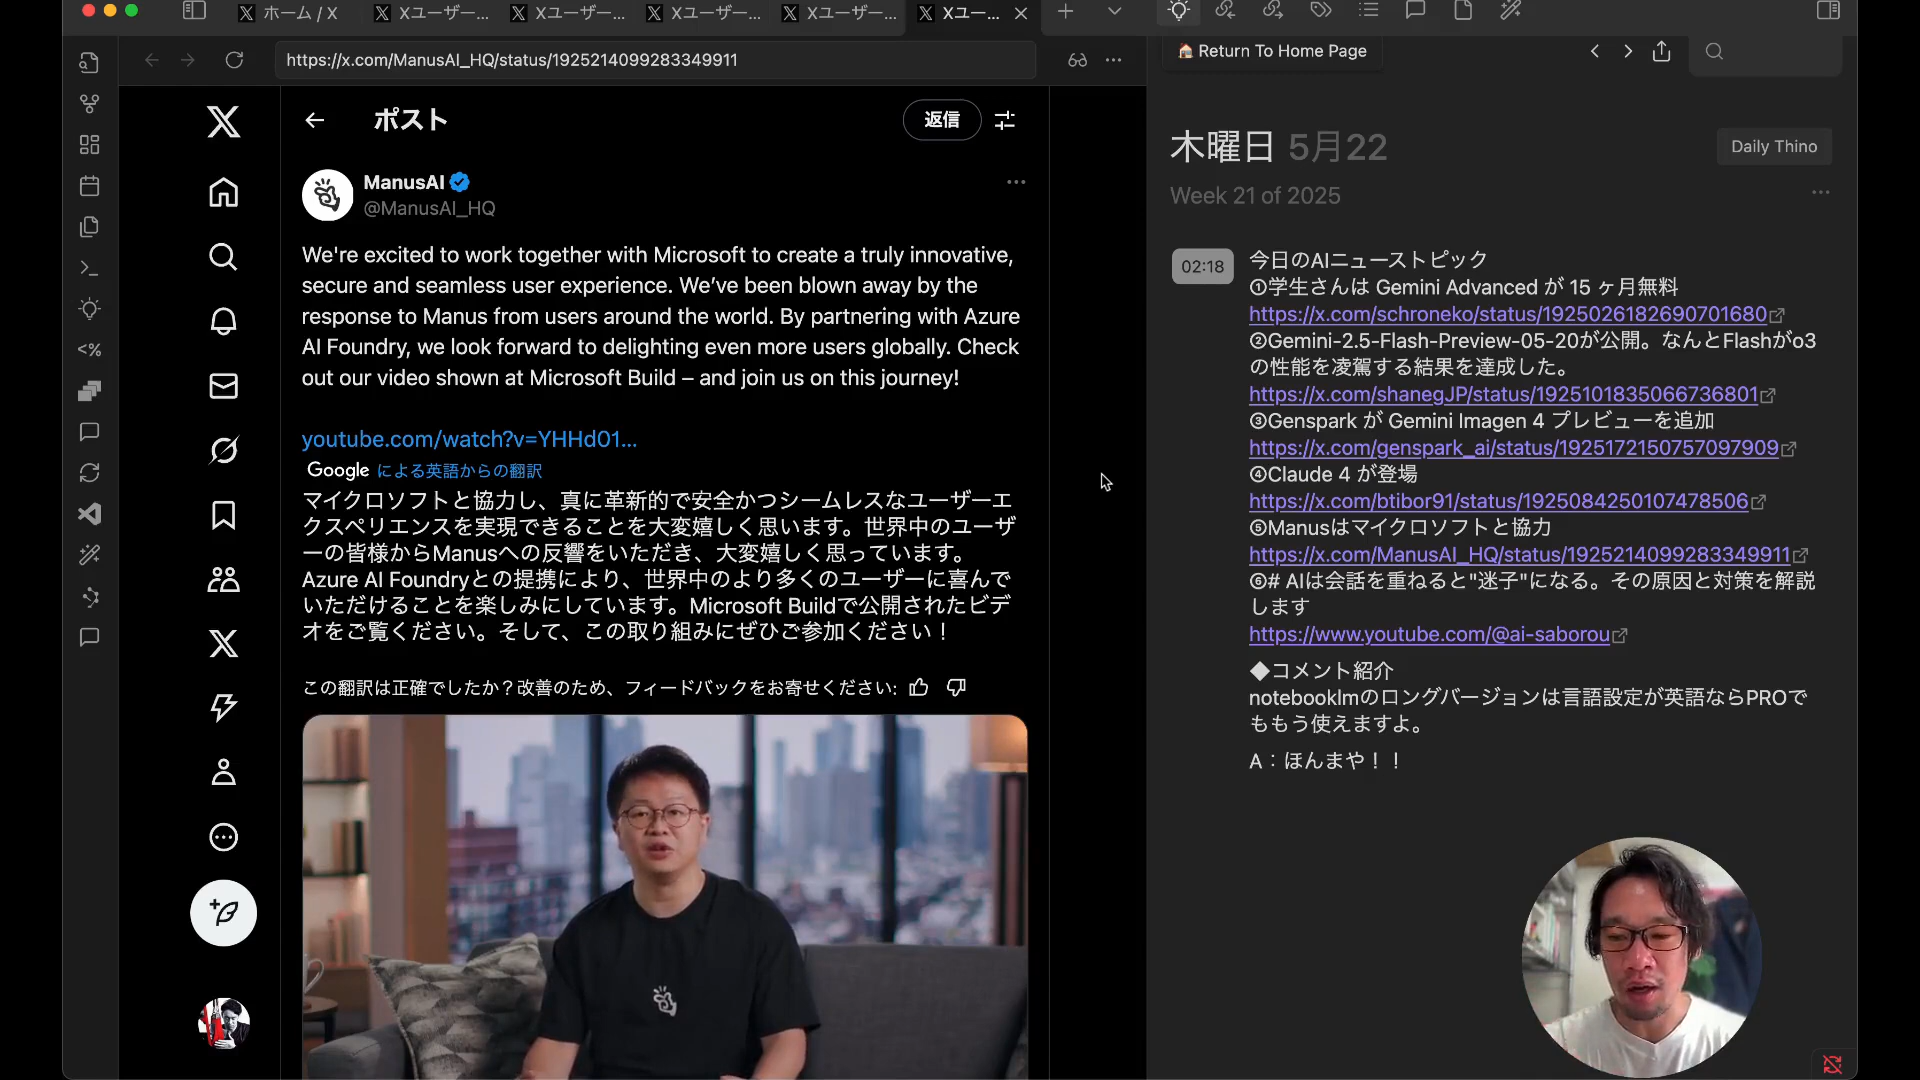 ホーム / X
Xユーザー...
Xユーザー...
Xユーザー...
Xユーザー...
Xユー...
https://x.com/ManusAI_HQ/status/1925214099283349911
ポスト
返信
ManusAI
@ManusAI_HQ
We're excited to work together with Microsoft to create a truly innovative,
secure and seamless user experience. We've been blown away by the
response to Manus from users around the world. By partnering with Azure
AI Foundry, we look forward to delighting even more users globally. Check
out our video shown at Microsoft Build – and join us on this journey!
youtube.com/watch?v=YHHd01...
Google による英語からの翻訳
マイクロソフトと協力し、真に革新的で安全かつシームレスなユーザーエ
クスペリエンスを実現できることを大変嬉しく思います。世界中のユーザ
ーの皆様からManusへの反響をいただき、大変嬉しく思っています。
Azure AI Foundryとの提携により、世界中のより多くのユーザーに喜んで
いただけることを楽しみにしています。Microsoft Buildで公開されたビデ
オをご覧ください。そして、この取り組みにぜひご参加ください！
この翻訳は正確でしたか？改善のため、フィードバックをお寄せください:
Return To Home Page
木曜日 5月22
Daily Thino
Week 21 of 2025
02:18
今日のAIニューストピック
①学生さんは Gemini Advanced が 15 ヶ月無料
https://x.com/schroneko/status/1925026182690701680
②Gemini-2.5-Flash-Preview-05-20が公開。なんとFlashがo3
の性能を凌駕する結果を達成した。
https://x.com/shanegJP/status/1925101835066736801
③Genspark が Gemini Imagen 4 プレビューを追加
https://x.com/genspark_ai/status/1925172150757097909
④Claude 4 が登場
https://x.com/btibor91/status/1925084250107478506
⑤Manusはマイクロソフトと協力
https://x.com/ManusAI_HQ/status/1925214099283349911
⑥# AIは会話を重ねると"迷子"になる。その原因と対策を解説
します
https://www.youtube.com/@ai-saborou
◆コメント紹介
notebooklmのロングバージョンは言語設定が英語ならPROで
ももう使えますよ。
A：ほんまや！！